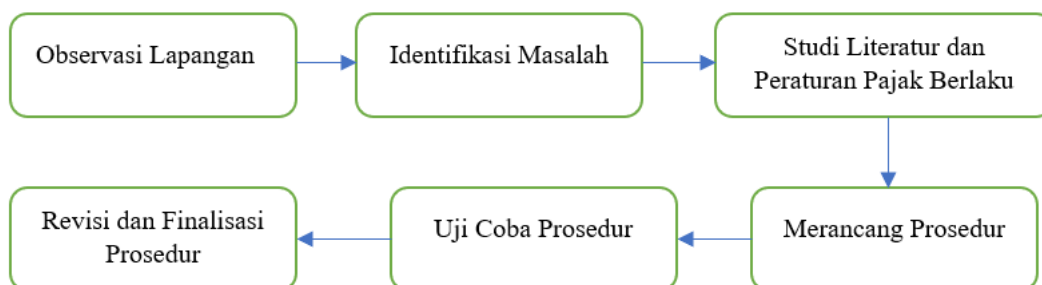 Observasi Lapangan
Identifikasi Masalah
Studi Literatur dan
Peraturan Pajak Berlaku
Merancang Prosedur
Uji Coba Prosedur
Revisi dan Finalisasi
Prosedur